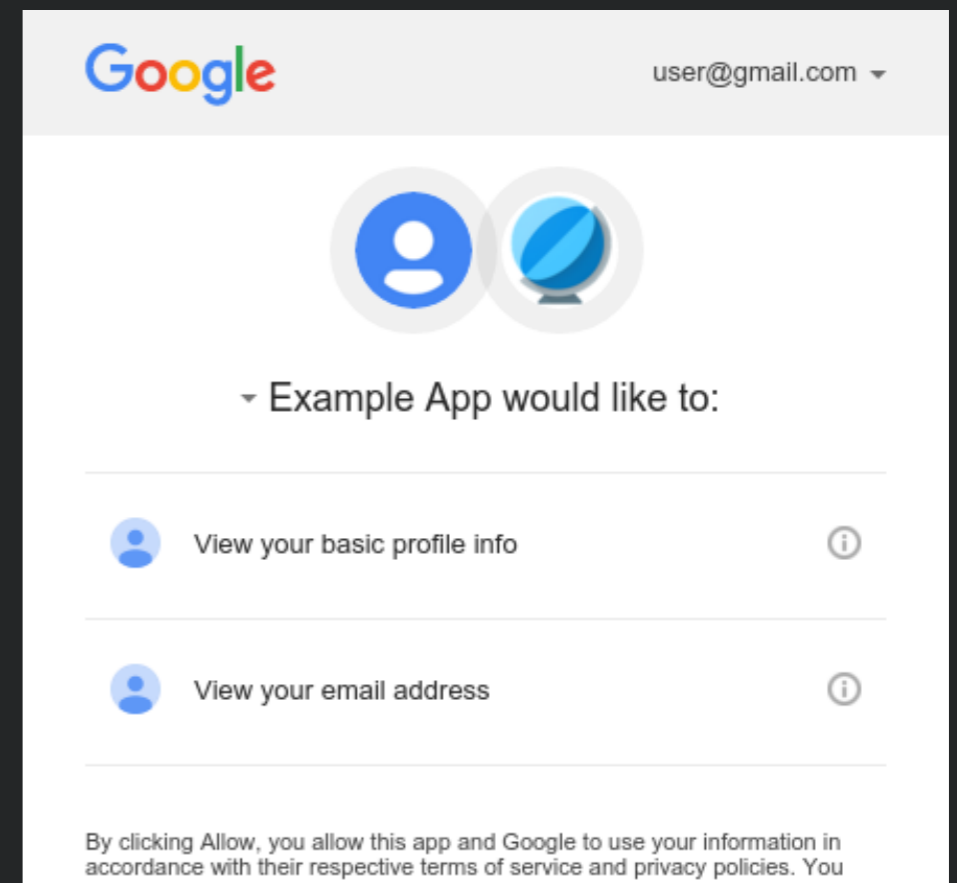 Google
user@gmail.com
Example App would like to:
View your basic profile info
View your email address
By clicking Allow, you allow this app and Google to use your information in
accordance with their respective terms of service and privacy policies. You